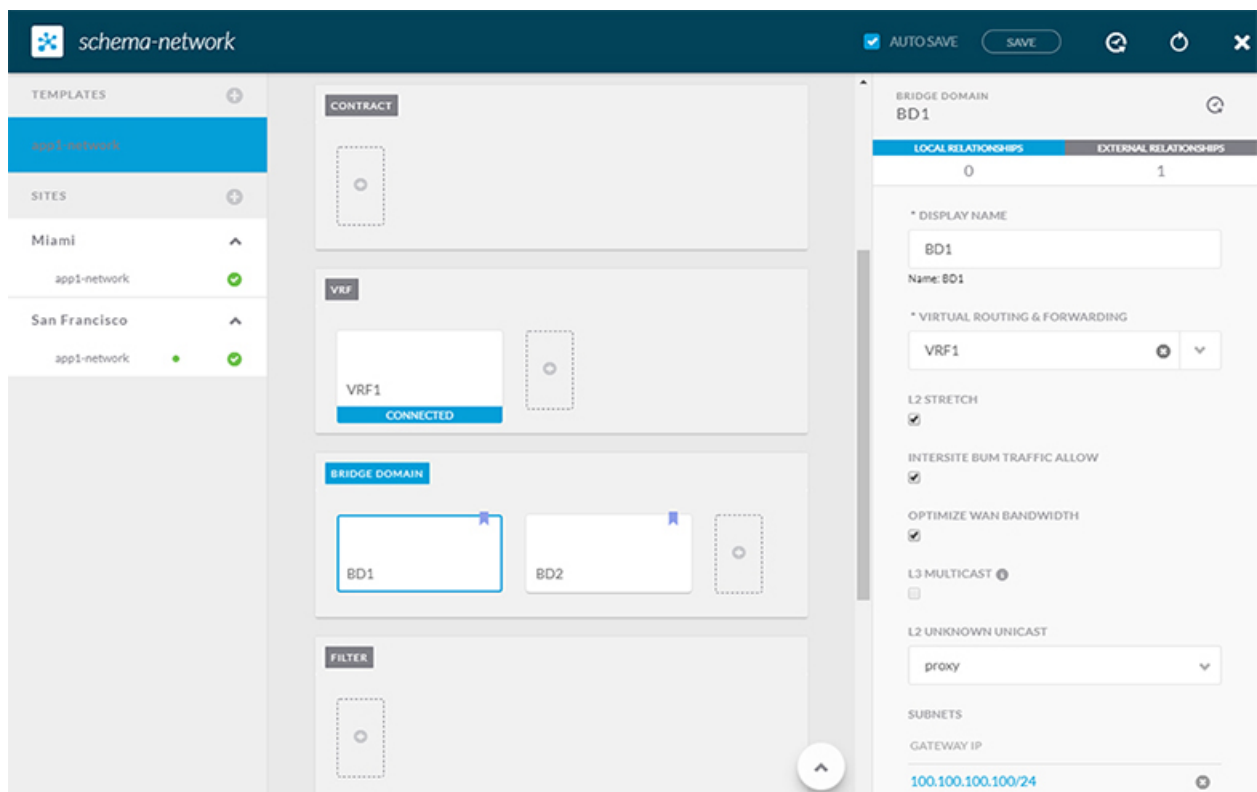 schema-network
AUTO SAVE
SAVE
TEMPLATES
app1-network
SITES
Miami
app1-network
San Francisco
app1-network
CONTRACT
VRF
VRF1
CONNECTED
BRIDGE DOMAIN
BD1
BD2
FILTER
BRIDGE DOMAIN
BD1
LOCAL RELATIONSHIPS
EXTERNAL RELATIONSHIPS
0
1
* DISPLAY NAME
BD1
Name: BD1
* VIRTUAL ROUTING & FORWARDING
VRF1
L2 STRETCH
INTERSITE BUM TRAFFIC ALLOW
OPTIMIZE WAN BANDWIDTH
L3 MULTICAST
L2 UNKNOWN UNICAST
proxy
SUBNETS
GATEWAY IP
100.100.100.100/24